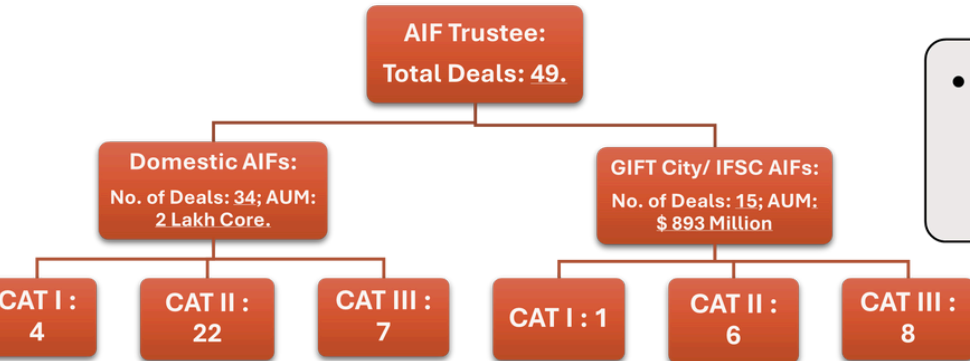 AIF Trustee:
Total Deals: 49.
Domestic AIFs:
No. of Deals: 34; AUM:
2 Lakh Core.
GIFT City/ IFSC AIFs:
No. of Deals: 15; AUM:
$ 893 Million
CAT I :
4
CAT II :
22
CAT III :
7
CAT I : 1
CAT II :
6
CAT III :
8